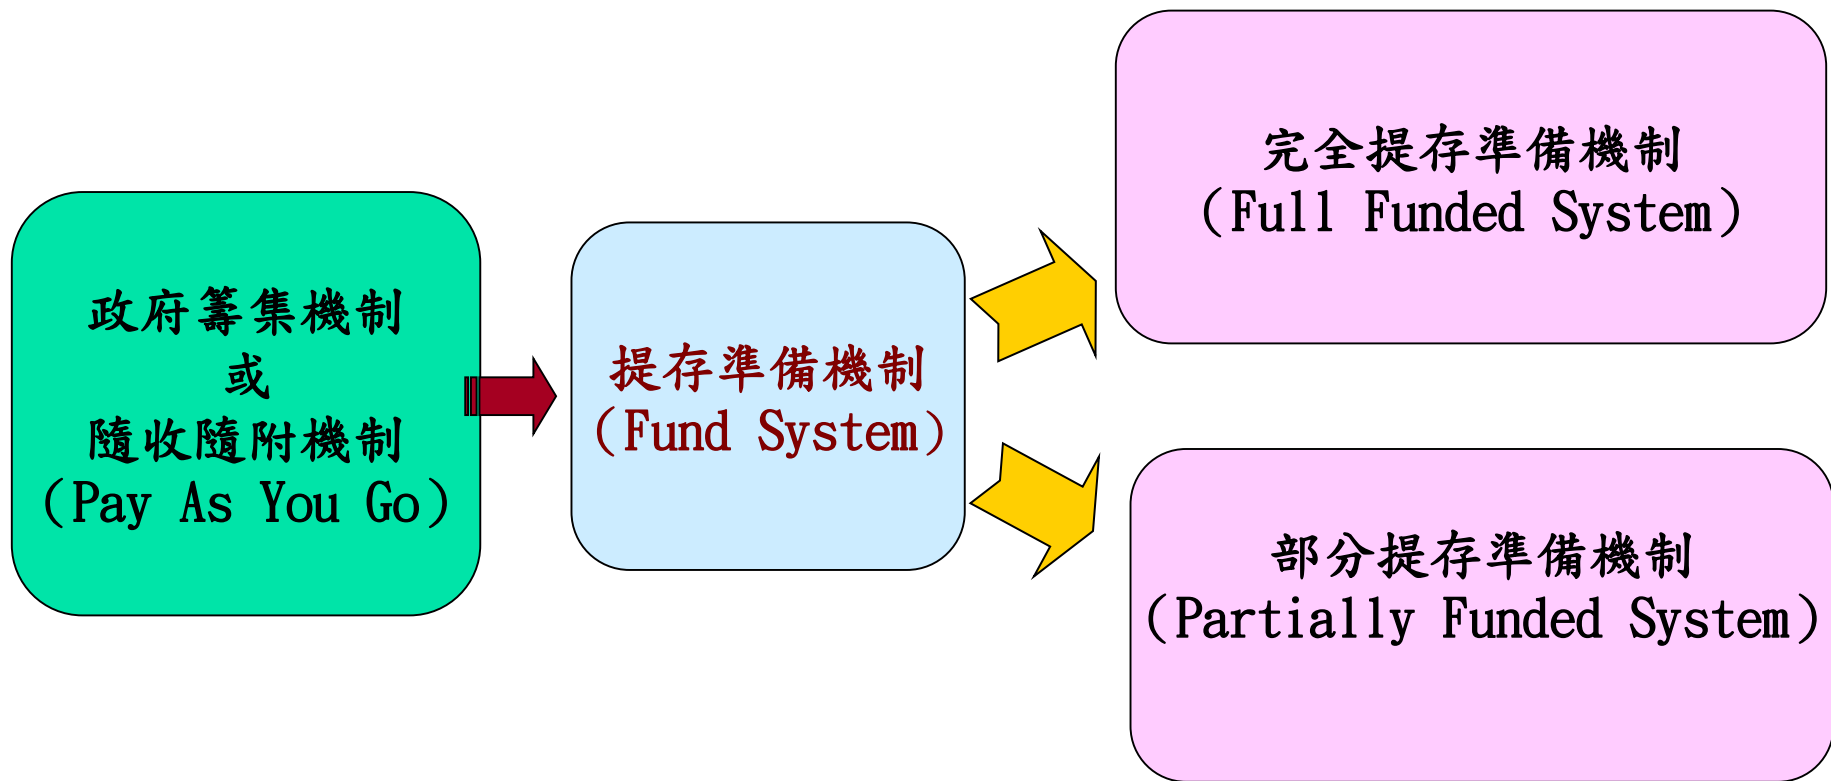 政府籌集機制
或
隨收隨附機制
(Pay As You Go)
提存準備機制
(Fund System)
完全提存準備機制
(Full Funded System)
部分提存準備機制
(Partially Funded System)